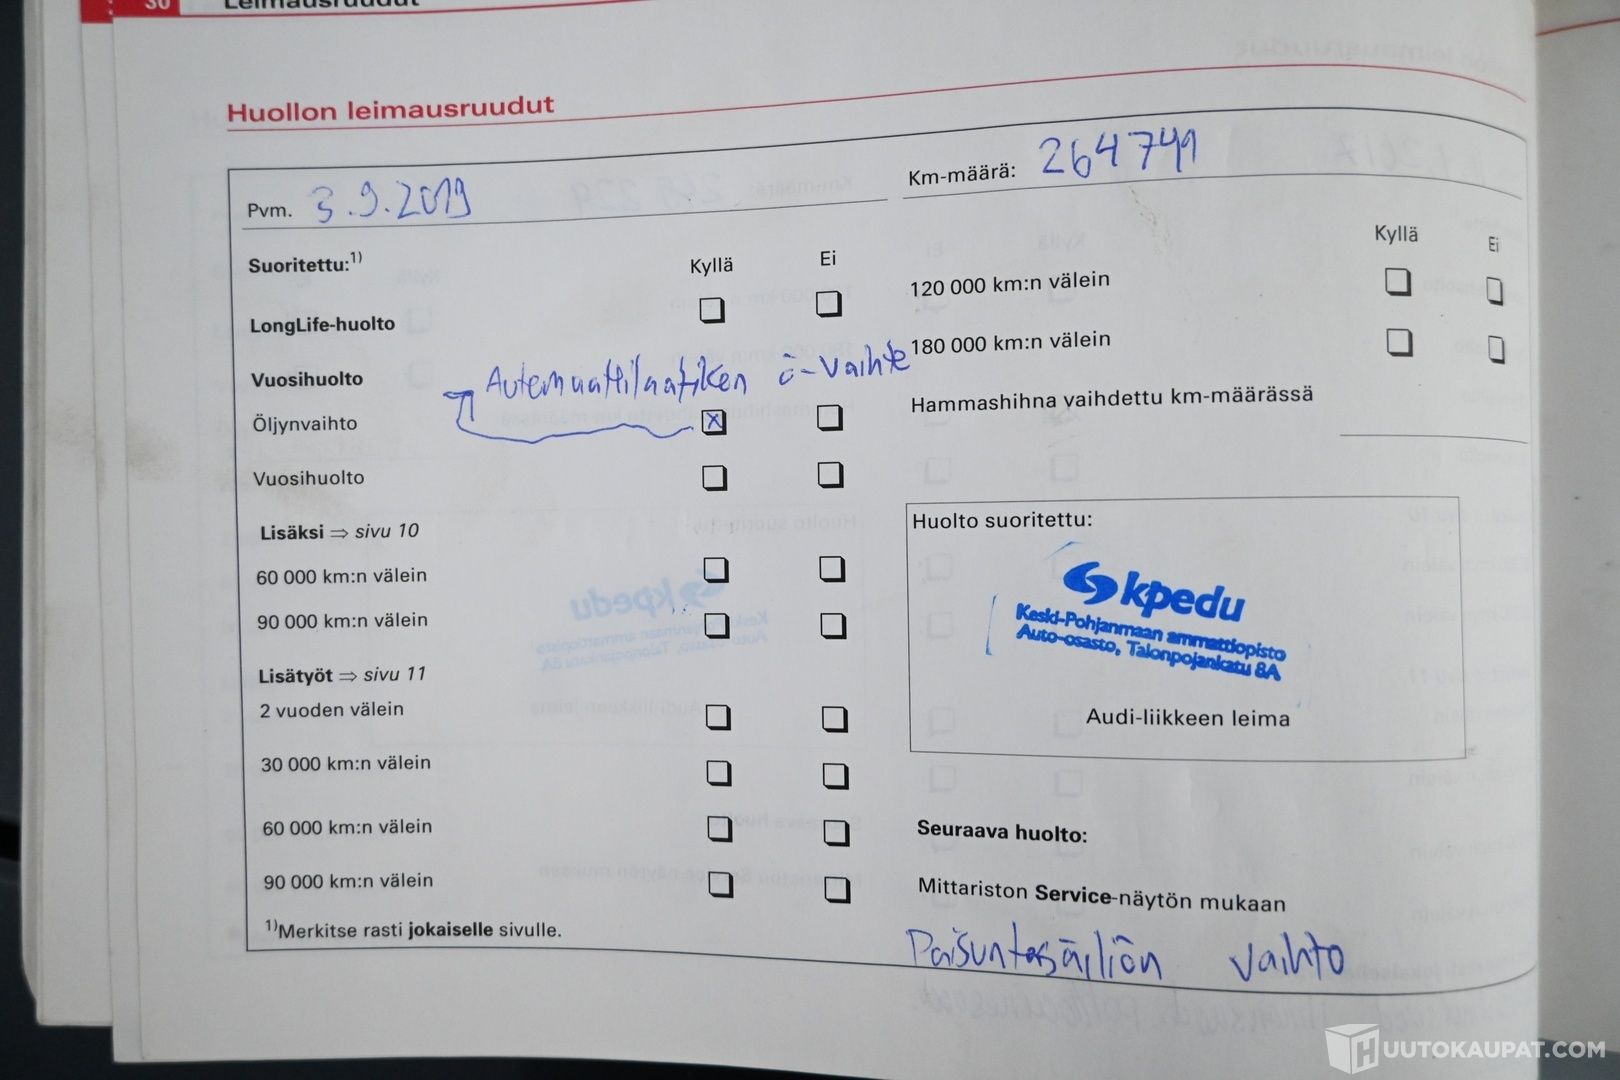 30 Leimausruudut
Huollon leimausruudut
Pvm. 3.9.2019
Km-määrä: 264741
Suoritettu:1)
Kyllä Ei
LongLife-huolto
Vuosihuolto
Automaattilaatikon ö-vaihto
Öljynvaihto x
Vuosihuolto
Lisäksi ⇒ sivu 10
60 000 km:n välein
90 000 km:n välein
Lisätyöt ⇒ sivu 11
2 vuoden välein
30 000 km:n välein
60 000 km:n välein
90 000 km:n välein
1)Merkitse rasti jokaiselle sivulle.
Kyllä Ei
120 000 km:n välein
180 000 km:n välein
Hammashihna vaihdettu km-määrässä
Huolto suoritettu:
kpedu
Keski-Pohjanmaan ammattiopisto
Auto-osasto, Talonpojankatu 8A
Audi-liikkeen leima
Seuraava huolto:
Mittariston Service-näytön mukaan
Paisuntasäiliön vaihto
HUUTOKAUPAT.COM